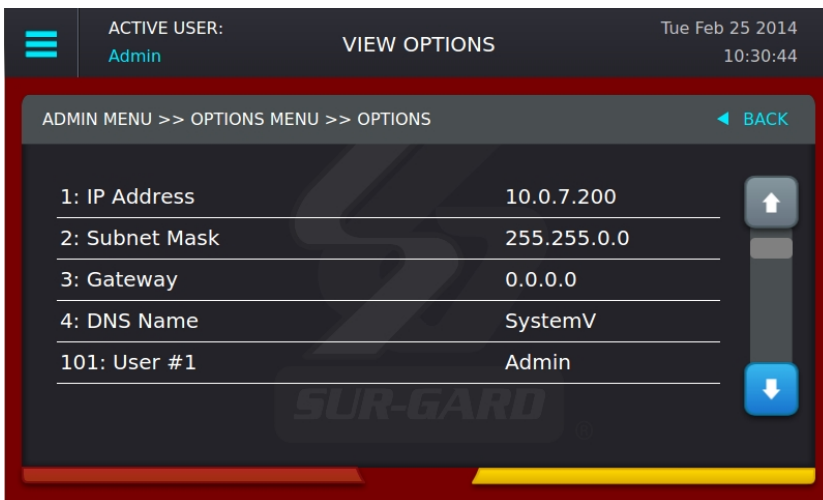 ACTIVE USER:
Admin
VIEW OPTIONS
Tue Feb 25 2014
10:30:44
ADMIN MENU >> OPTIONS MENU >> OPTIONS
BACK
1: IP Address 10.0.7.200
2: Subnet Mask 255.255.0.0
3: Gateway 0.0.0.0
4: DNS Name SystemV
101: User #1 Admin
SUR-GARD
®